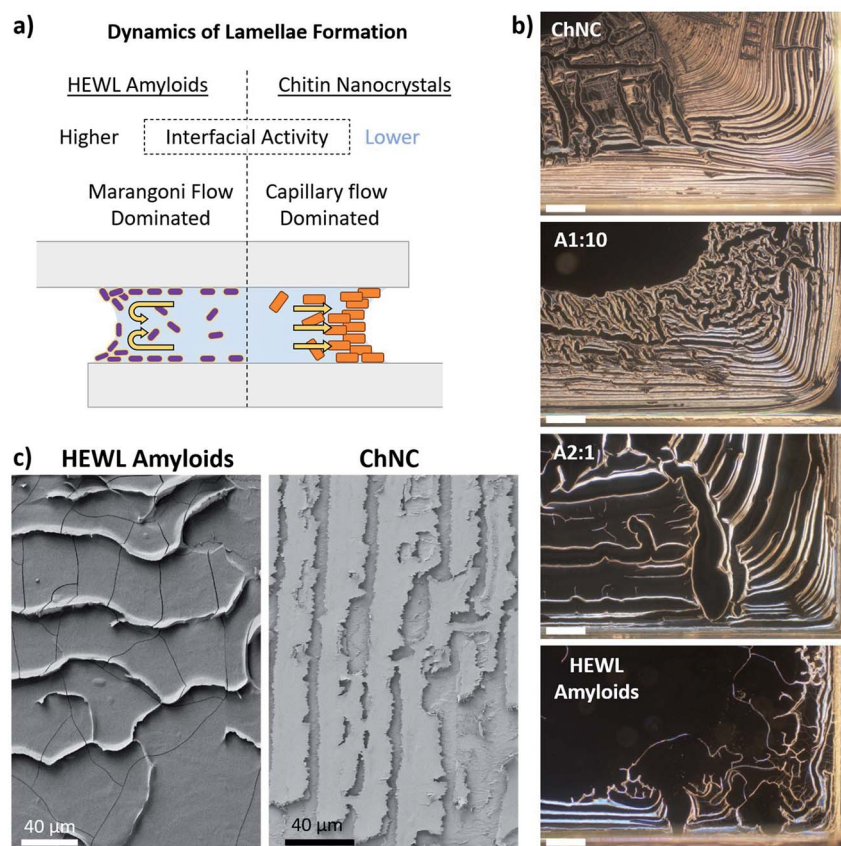 a)
Dynamics of Lamellae Formation
HEWL Amyloids
Chitin Nanocrystals
Higher
Interfacial Activity
Lower
Marangoni Flow
Dominated
Capillary flow
Dominated
b)
ChNC
A1:10
A2:1
HEWL
Amyloids
c)
HEWL Amyloids
ChNC
40 µm
40 µm